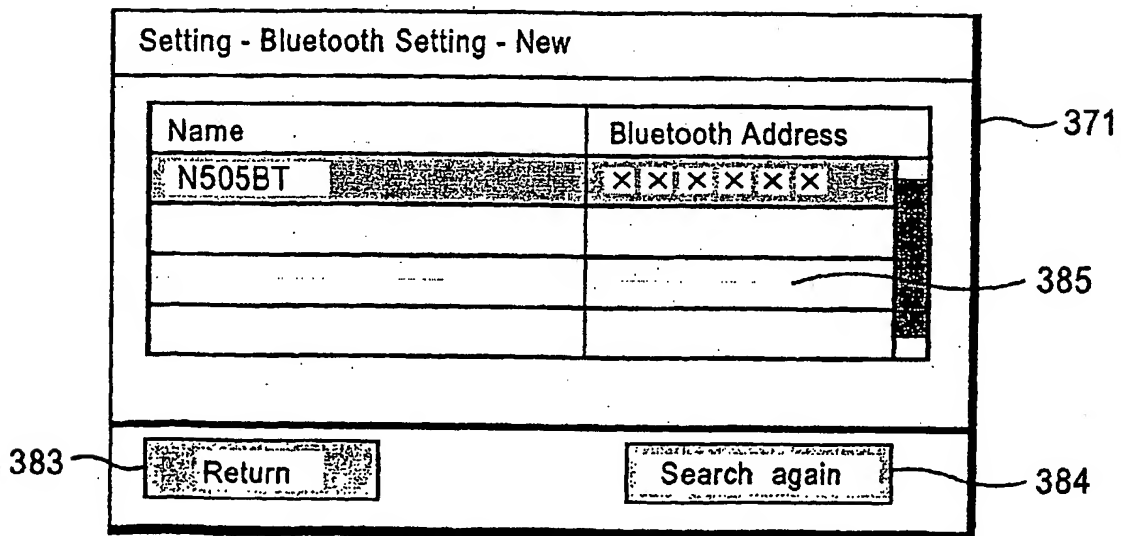 Setting - Bluetooth Setting - New
Name Bluetooth Address
371
N505BT ××××××
385
383 Return Search again 384